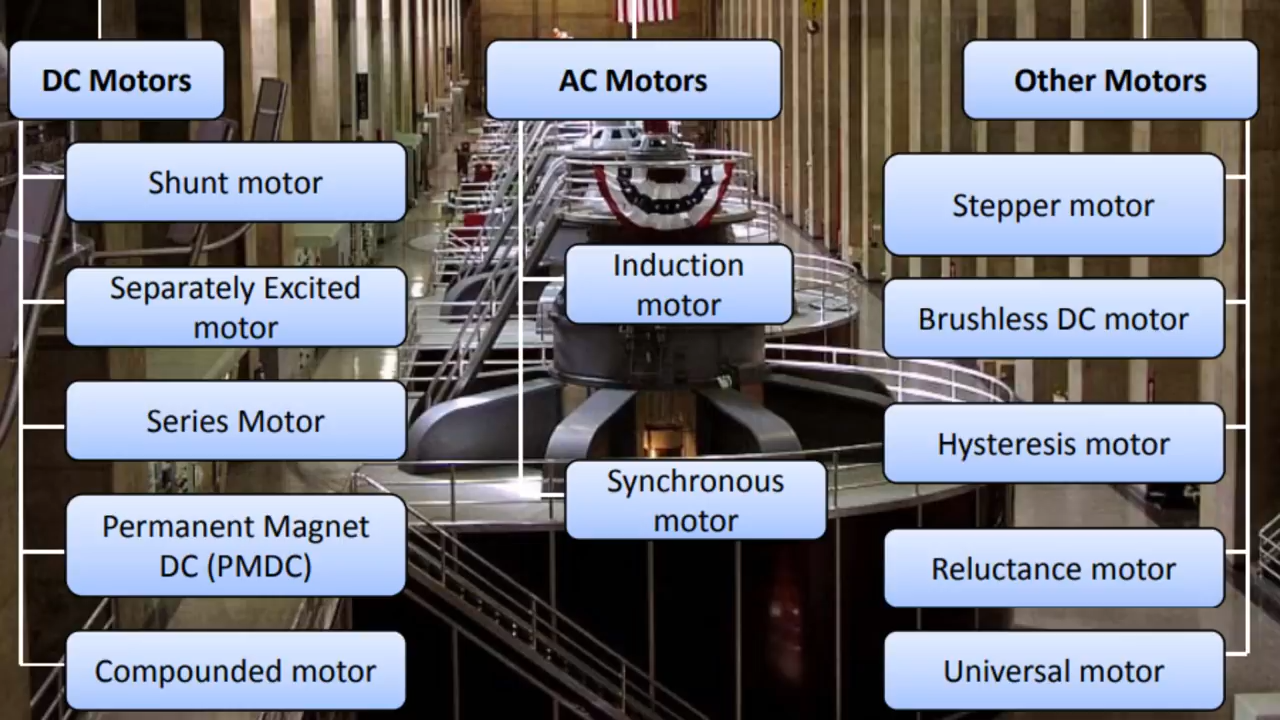 DC Motors
Shunt motor
Separately Excited
motor
Series Motor
Permanent Magnet
DC (PMDC)
Compounded motor
AC Motors
Induction
motor
Synchronous
motor
Other Motors
Stepper motor
Brushless DC motor
Hysteresis motor
Reluctance motor
Universal motor